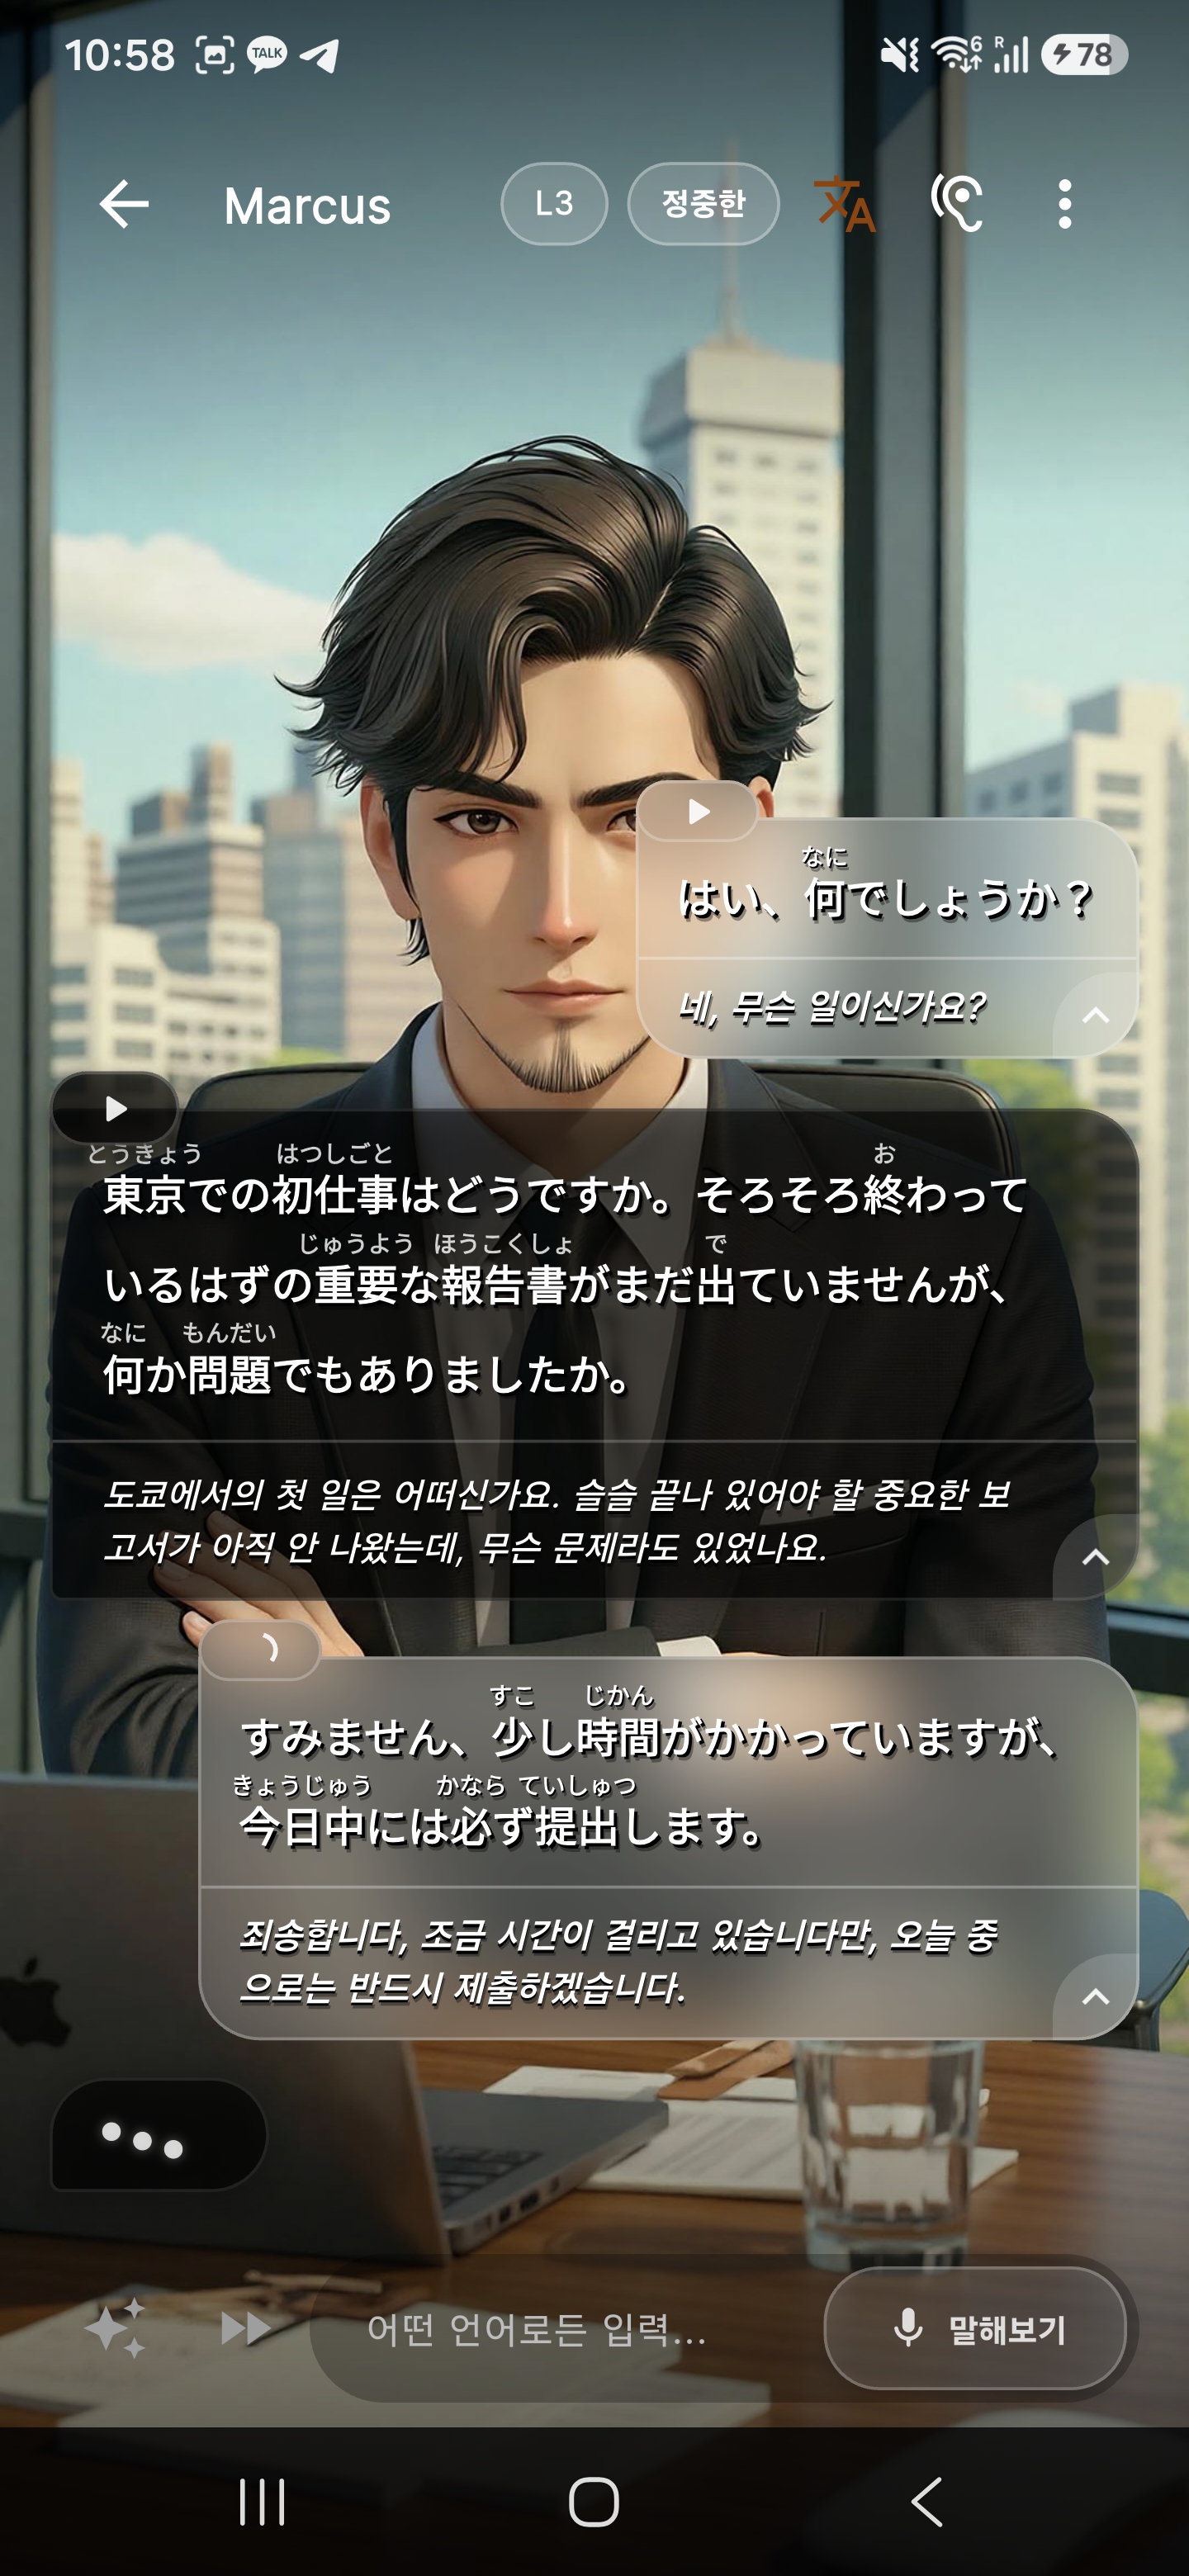 10:58
TALK
6
R
78
Marcus
L3
정중한
文A
なに
はい、何でしょうか？
네, 무슨 일이신가요?
とうきょう はつしごと お
東京での初仕事はどうですか。そろそろ終わって
じゅうよう ほうこくしょ で
いるはずの重要な報告書がまだ出ていませんが、
なに もんだい
何か問題でもありましたか。
도쿄에서의 첫 일은 어떠신가요. 슬슬 끝나 있어야 할 중요한 보
고서가 아직 안 나왔는데, 무슨 문제라도 있었나요.
すこ じかん
すみません、少し時間がかかっていますが、
きょうじゅう かなら ていしゅつ
今日中には必ず提出します。
죄송합니다, 조금 시간이 걸리고 있습니다만, 오늘 중
으로는 반드시 제출하겠습니다.
어떤 언어로든 입력...
말해보기